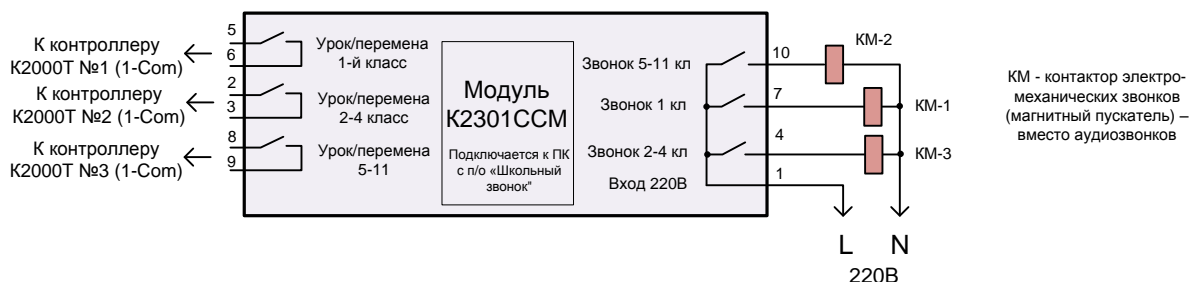 К контроллеру
К2000Т №1 (1-Com)
К контроллеру
К2000Т №2 (1-Com)
К контроллеру
К2000Т №3 (1-Com)
5
6
2
3
8
9
Урок/перемена
1-й класс
Урок/перемена
2-4 класс
Урок/перемена
5-11
Модуль
К2301ССМ
Подключается к ПК
с п/о «Школьный
звонок"
Звонок 5-11 кл
Звонок 1 кл
Звонок 2-4 кл
Вход 220В
10
7
4
1
КМ-2
КМ-1
КМ-3
L N
220В
КМ - контактор электро-
механических звонков
(магнитный пускатель) –
вместо аудиозвонков